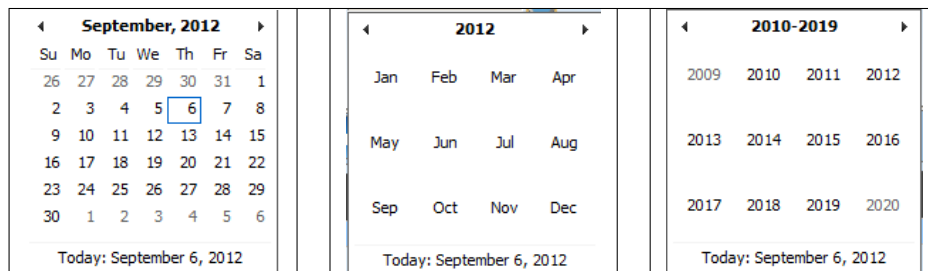 September, 2012
Su Mo Tu We Th Fr Sa
26 27 28 29 30 31 1
2 3 4 5 6 7 8
9 10 11 12 13 14 15
16 17 18 19 20 21 22
23 24 25 26 27 28 29
30 1 2 3 4 5 6
Today: September 6, 2012
2012
Jan Feb Mar Apr
May Jun Jul Aug
Sep Oct Nov Dec
Today: September 6, 2012
2010-2019
2009 2010 2011 2012
2013 2014 2015 2016
2017 2018 2019 2020
Today: September 6, 2012